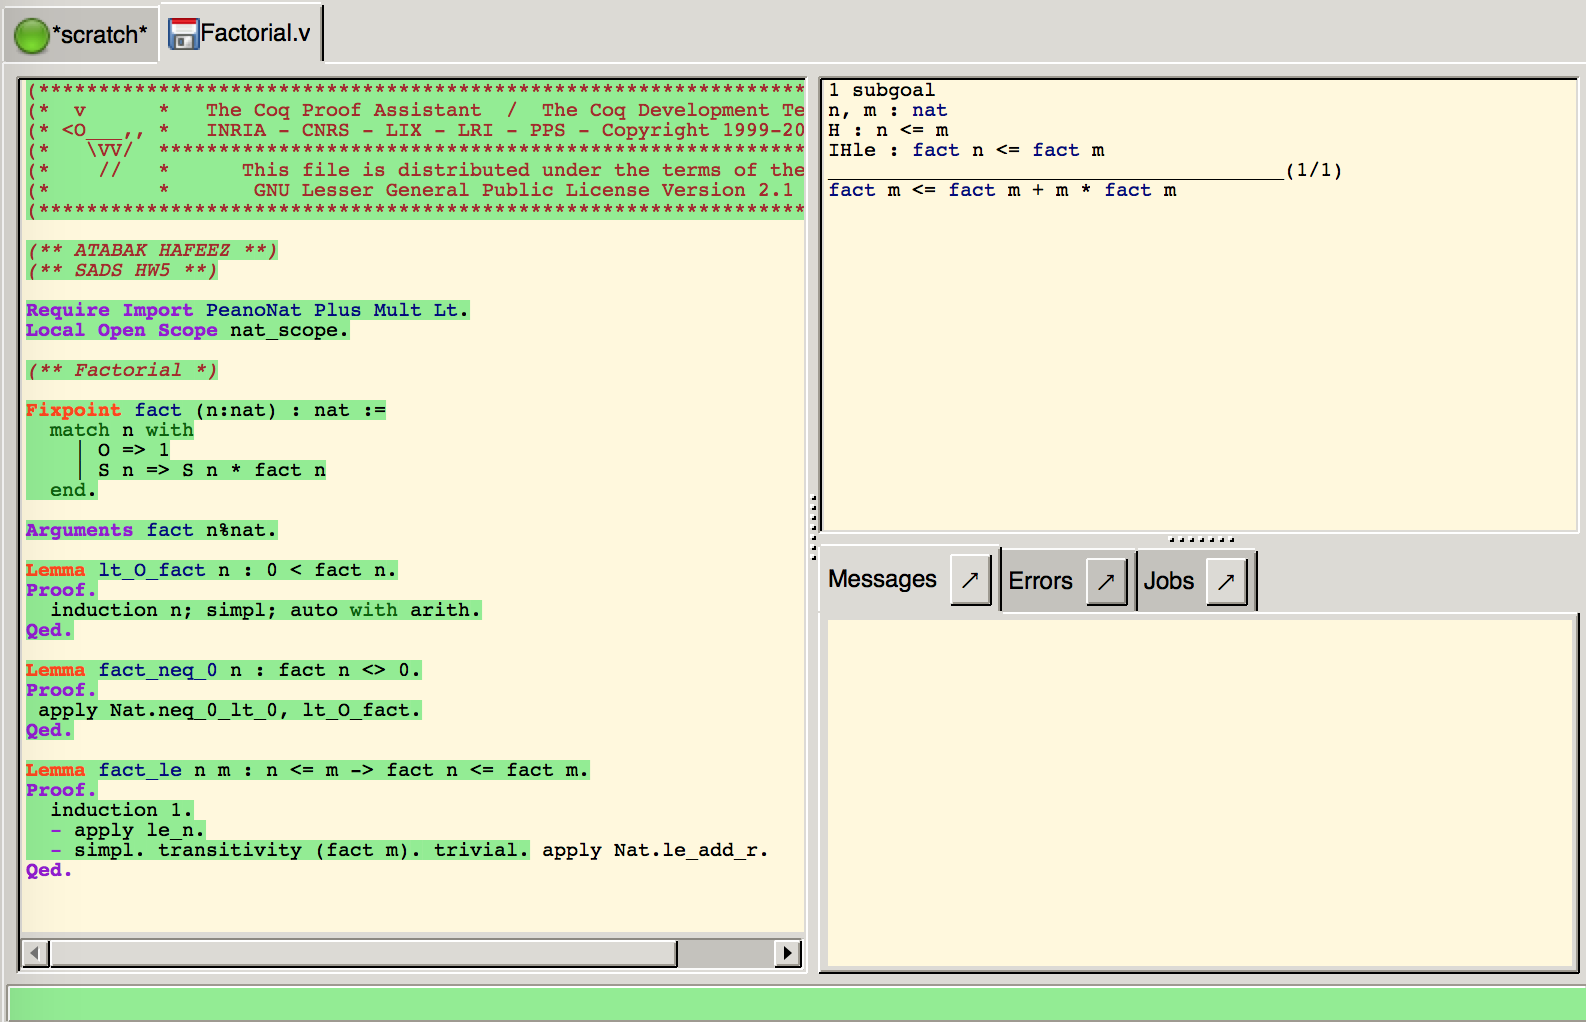 *scratch*
Factorial.v
(****************************************************************
(*  v      *   The Coq Proof Assistant  /  The Coq Development Te
(* <O___,, *   INRIA - CNRS - LIX - LRI - PPS - Copyright 1999-20
(*   \VV/  ******************************************************
(*    //   *      This file is distributed under the terms of the
(*         *       GNU Lesser General Public License Version 2.1
(****************************************************************
(** ATABAK HAFEEZ **)
(** SADS HW5 **)
Require Import PeanoNat Plus Mult Lt.
Local Open Scope nat_scope.
(** Factorial *)
Fixpoint fact (n:nat) : nat :=
  match n with
    | O => 1
    | S n => S n * fact n
  end.
Arguments fact n%nat.
Lemma lt_O_fact n : 0 < fact n.
Proof.
  induction n; simpl; auto with arith.
Qed.
Lemma fact_neq_0 n : fact n <> 0.
Proof.
 apply Nat.neq_0_lt_0, lt_O_fact.
Qed.
Lemma fact_le n m : n <= m -> fact n <= fact m.
Proof.
  induction 1.
  - apply le_n.
  - simpl. transitivity (fact m). trivial. apply Nat.le_add_r.
Qed.
1 subgoal
n, m : nat
H : n <= m
IHle : fact n <= fact m
______________________________________(1/1)
fact m <= fact m + m * fact m
Messages
Errors
Jobs